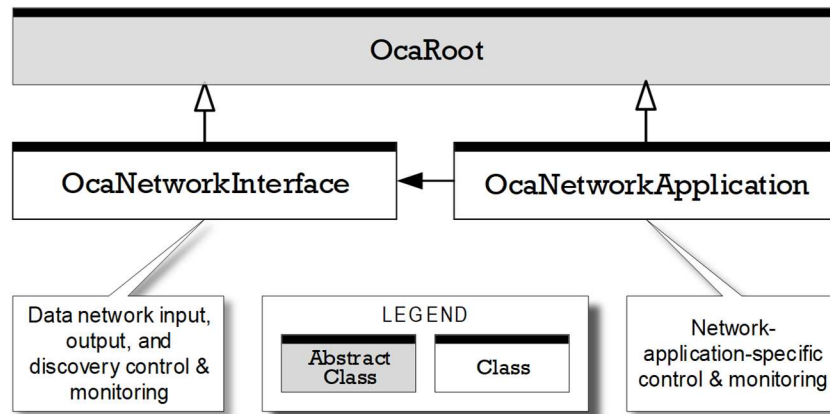 OcaRoot
OcaNetworkInterface
OcaNetworkApplication
Data network input,
output, and
discovery control &
monitoring
LEGEND
Abstract
Class
Class
Network-
application-specific
control & monitoring